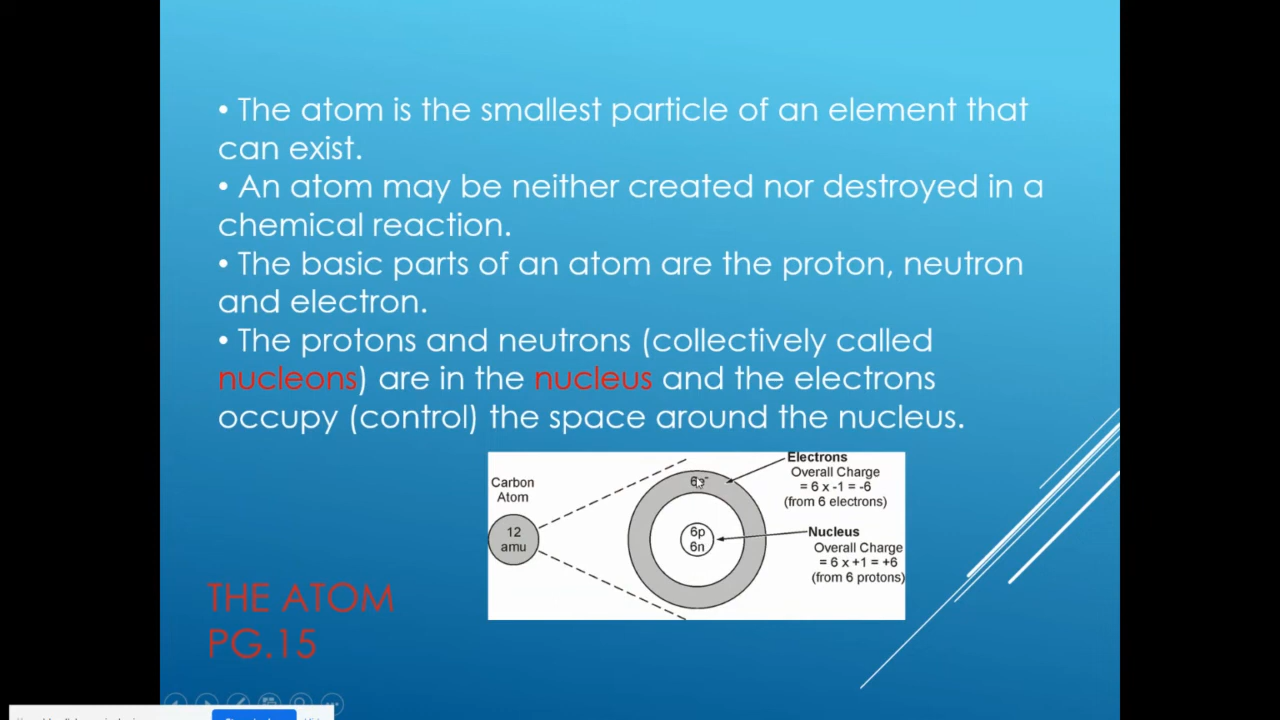 • The atom is the smallest particle of an element that
can exist.
• An atom may be neither created nor destroyed in a
chemical reaction.
• The basic parts of an atom are the proton, neutron
and electron.
• The protons and neutrons (collectively called
nucleons) are in the nucleus and the electrons
occupy (control) the space around the nucleus.
Carbon
Atom
12
amu
6p
6n
Electrons
Overall Charge
= 6 x -1 = -6
(from 6 electrons)
Nucleus
Overall Charge
= 6 x +1 = +6
(from 6 protons)
THE ATOM
PG.15